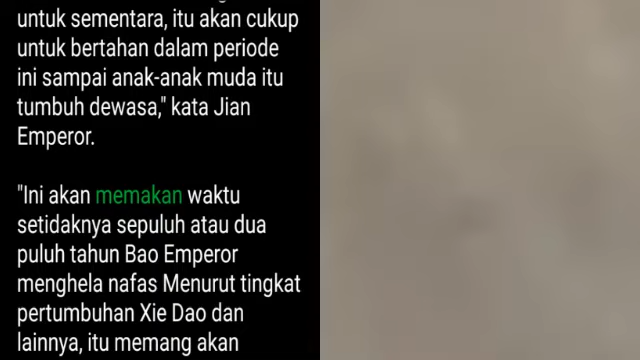 untuk sementara, itu akan cukup
untuk bertahan dalam periode
ini sampai anak-anak muda itu
tumbuh dewasa," kata Jian
Emperor.
"Ini akan memakan waktu
setidaknya sepuluh atau dua
puluh tahun Bao Emperor
menghela nafas Menurut tingkat
pertumbuhan Xie Dao dan
lainnya, itu memang akan